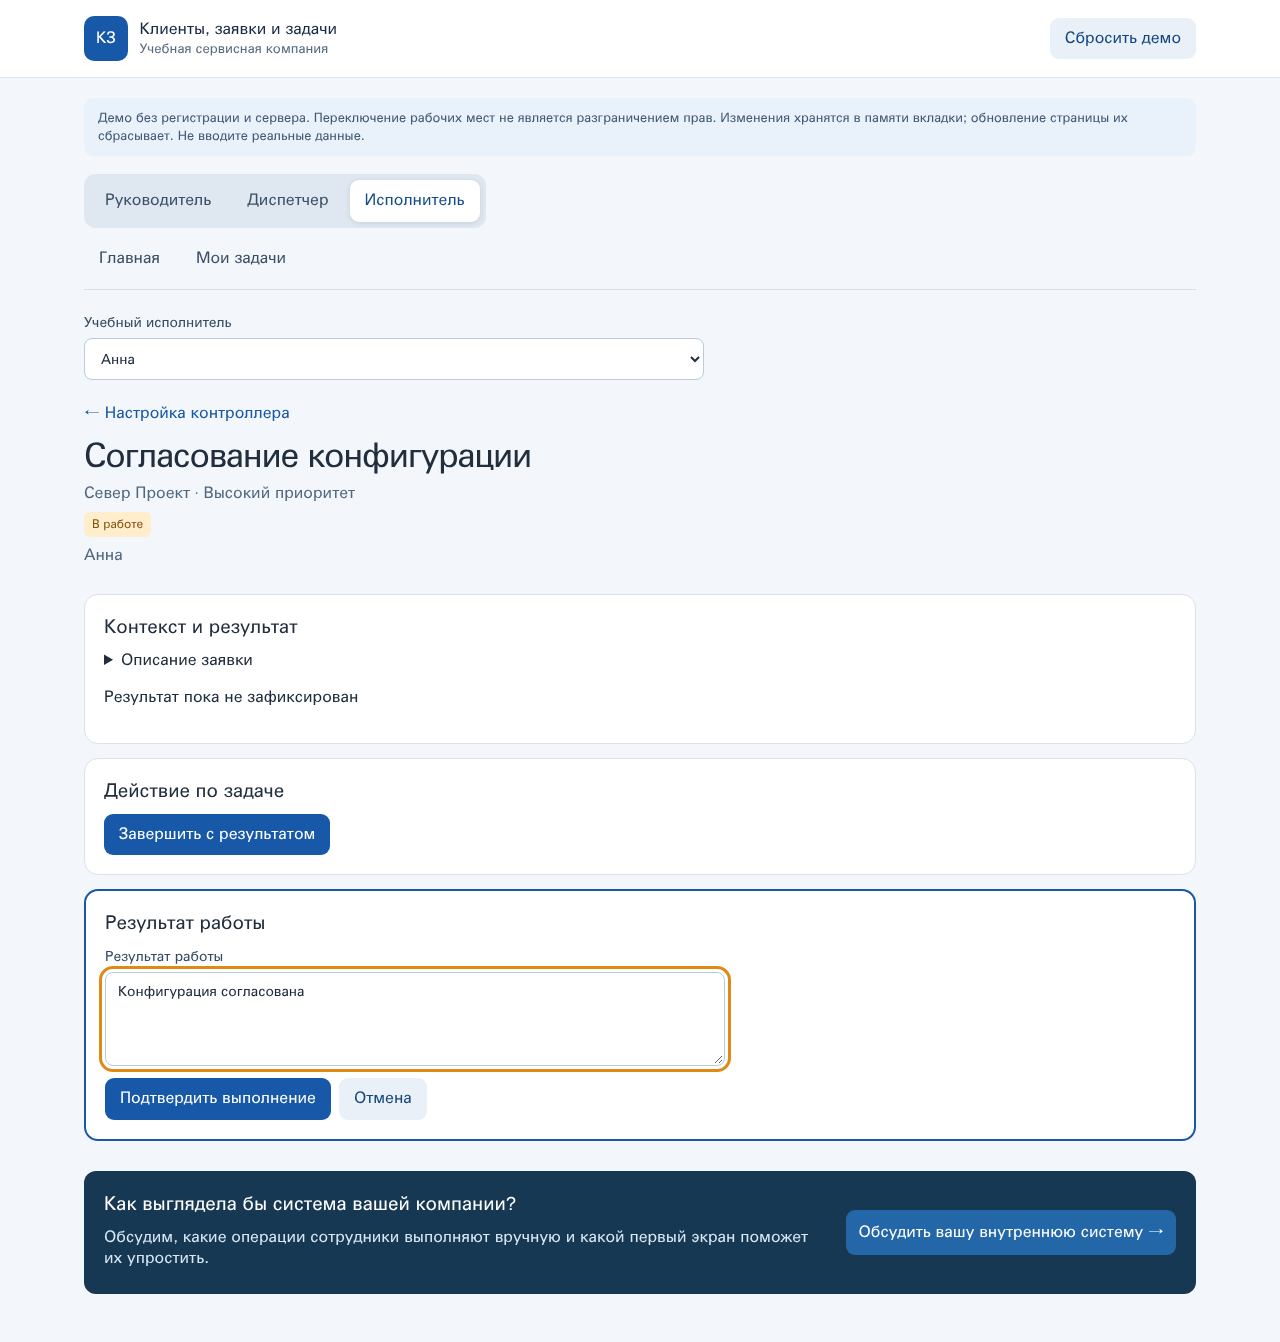 КЗ
Клиенты, заявки и задачи
Учебная сервисная компания
Сбросить демо
Демо без регистрации и сервера. Переключение рабочих мест не является разграничением прав. Изменения хранятся в памяти вкладки; обновление страницы их
сбрасывает. Не вводите реальные данные.
Руководитель
Диспетчер
Исполнитель
Главная
Мои задачи
Учебный исполнитель
Анна
← Настройка контроллера
Согласование конфигурации
Север Проект · Высокий приоритет
В работе
Анна
Контекст и результат
▶ Описание заявки
Результат пока не зафиксирован
Действие по задаче
Завершить с результатом
Результат работы
Результат работы
Конфигурация согласована
Подтвердить выполнение
Отмена
Как выглядела бы система вашей компании?
Обсудим, какие операции сотрудники выполняют вручную и какой первый экран поможет
их упростить.
Обсудить вашу внутреннюю систему →